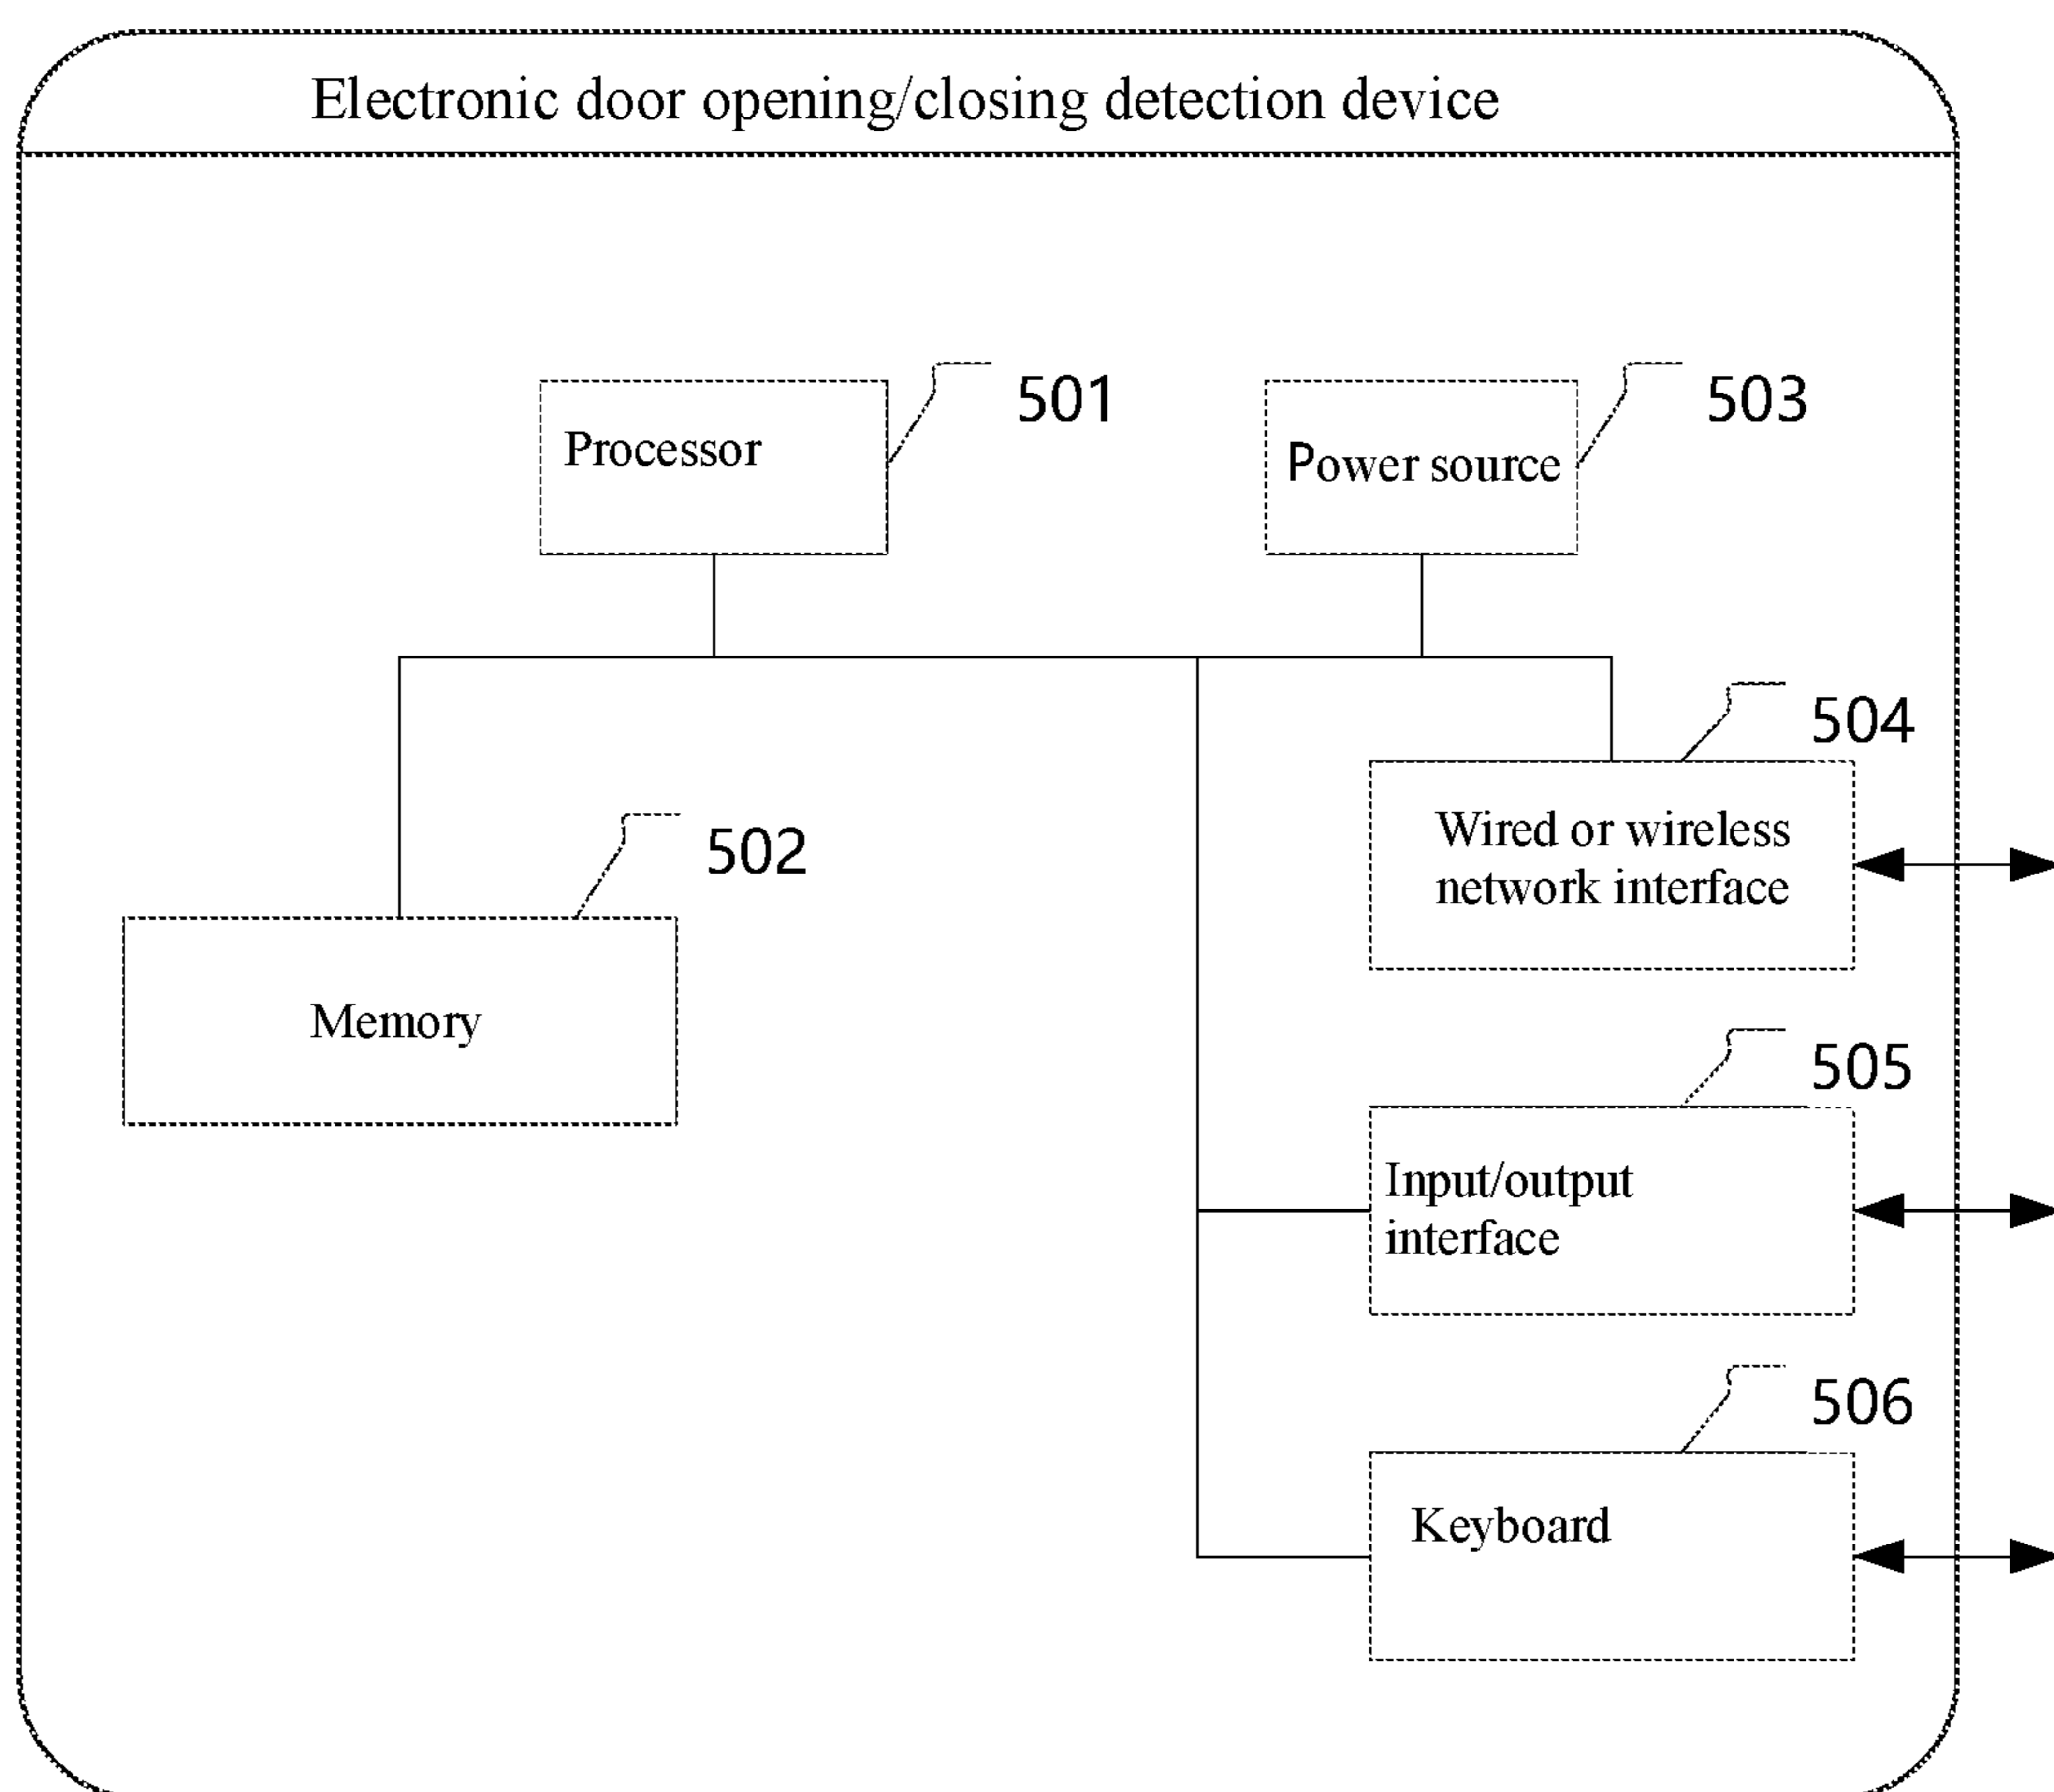 Electronic door opening/closing detection device
501
Processor
503
Power source
504
Wired or wireless
network interface
502
Memory
505
Input/output
interface
506
Keyboard